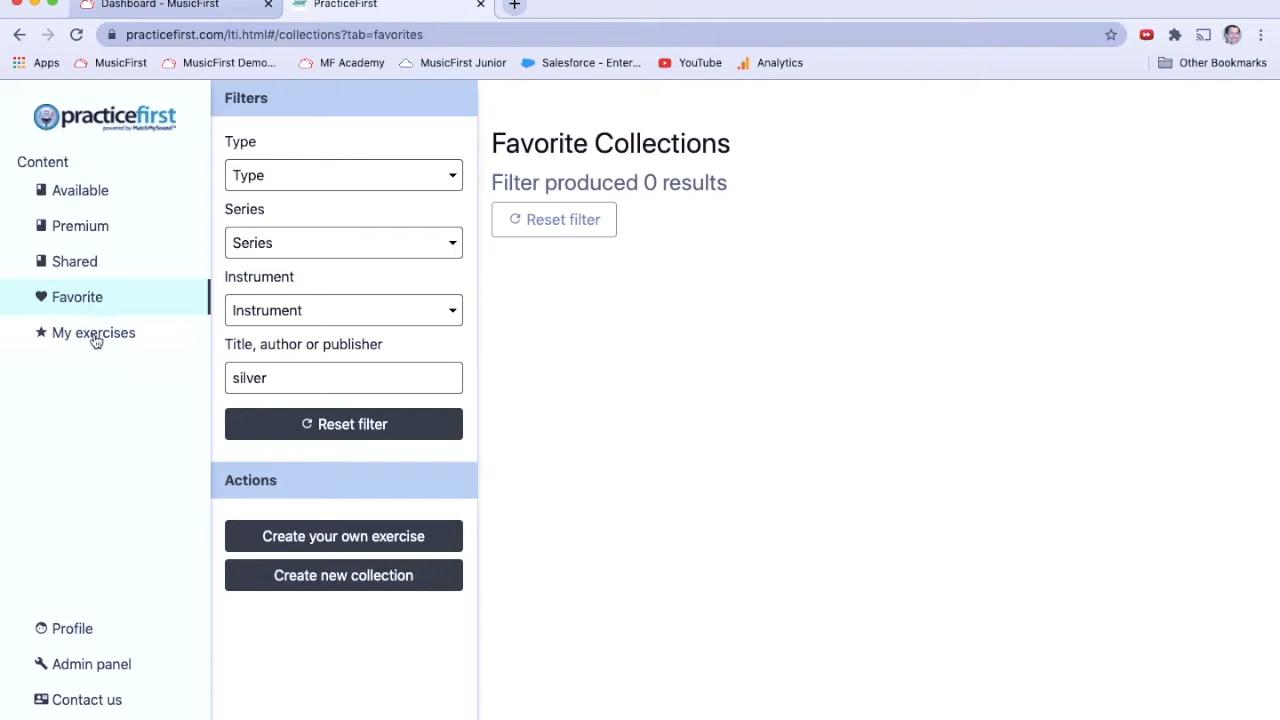 Dashboard - MusicFirst
PracticeFirst
practicefirst.com/lti.html#/collections?tab=favorites
Apps MusicFirst MusicFirst Demo... MF Academy MusicFirst Junior Salesforce - Enter... YouTube Analytics Other Bookmarks
practicefirst
powered by MatchMySound™
Content
Available
Premium
Shared
Favorite
My exercises
Profile
Admin panel
Contact us
Filters
Type
Type
Series
Series
Instrument
Instrument
Title, author or publisher
silver
Reset filter
Actions
Create your own exercise
Create new collection
Favorite Collections
Filter produced 0 results
Reset filter